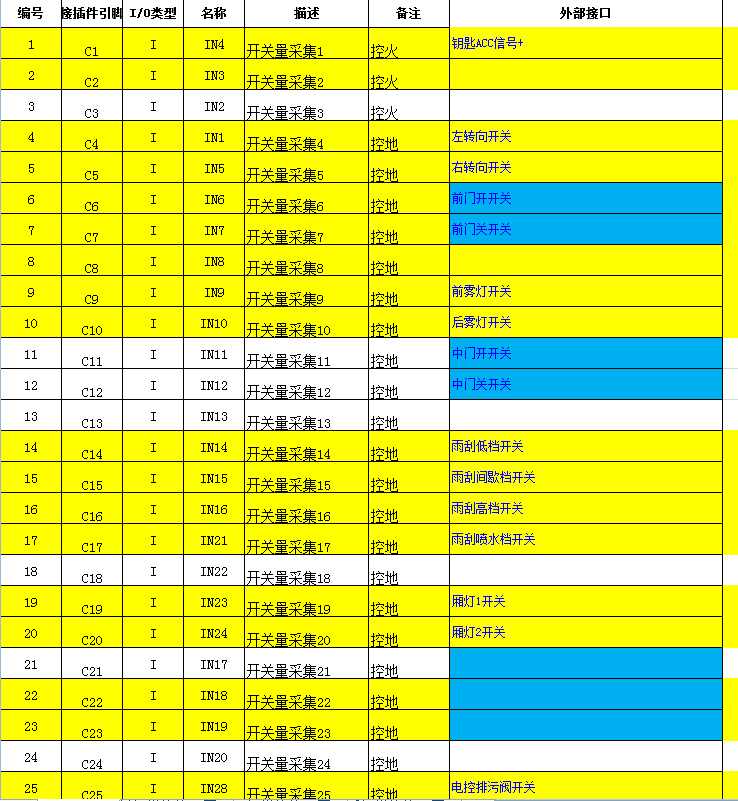 编号 接插件引脚 I/O类型 名称 描述 备注 外部接口
1 C1 I IN4 开关量采集1 控火 钥匙ACC信号+
2 C2 I IN3 开关量采集2 控火
3 C3 I IN2 开关量采集3 控火
4 C4 I IN1 开关量采集4 控地 左转向开关
5 C5 I IN5 开关量采集5 控地 右转向开关
6 C6 I IN6 开关量采集6 控地 前门开开关
7 C7 I IN7 开关量采集7 控地 前门关开关
8 C8 I IN8 开关量采集8 控地
9 C9 I IN9 开关量采集9 控地 前雾灯开关
10 C10 I IN10 开关量采集10 控地 后雾灯开关
11 C11 I IN11 开关量采集11 控地 中门开开关
12 C12 I IN12 开关量采集12 控地 中门关开关
13 C13 I IN13 开关量采集13 控地
14 C14 I IN14 开关量采集14 控地 雨刮低档开关
15 C15 I IN15 开关量采集15 控地 雨刮间歇档开关
16 C16 I IN16 开关量采集16 控地 雨刮高档开关
17 C17 I IN21 开关量采集17 控地 雨刮喷水档开关
18 C18 I IN22 开关量采集18 控地
19 C19 I IN23 开关量采集19 控地 厢灯1开关
20 C20 I IN24 开关量采集20 控地 厢灯2开关
21 C21 I IN17 开关量采集21 控地
22 C22 I IN18 开关量采集22 控地
23 C23 I IN19 开关量采集23 控地
24 C24 I IN20 开关量采集24 控地
25 C25 I IN28 开关量采集25 控地 电控排污阀开关